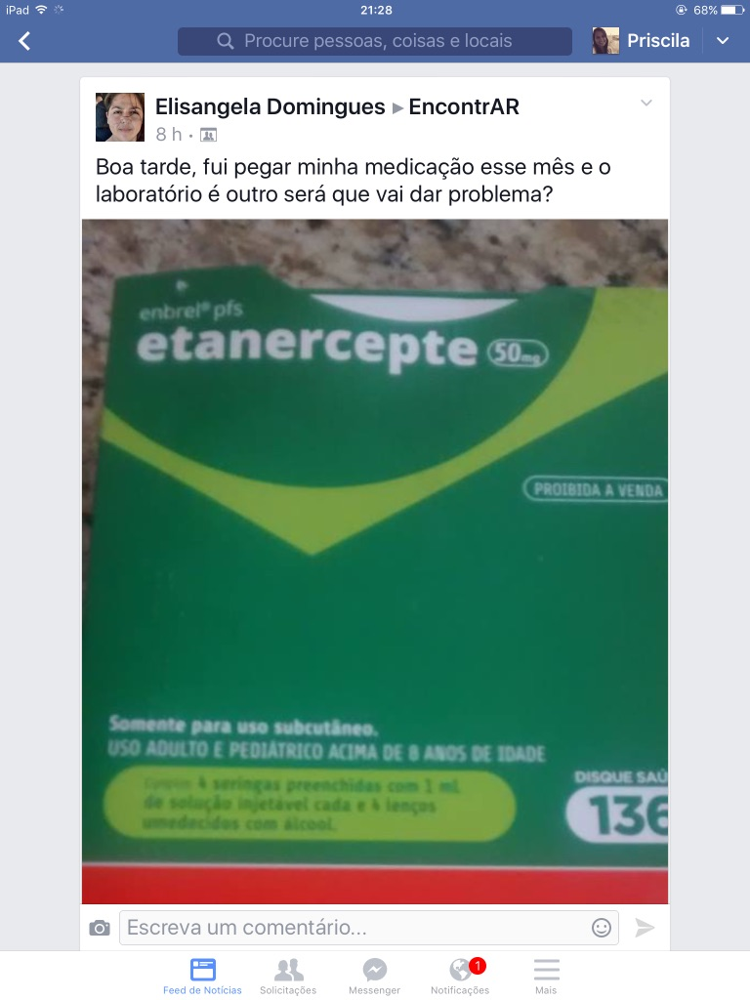 iPad
21:28
68%
Procure pessoas, coisas e locais
Priscila
Elisangela Domingues ▸ EncontrAR
8 h ·
Boa tarde, fui pegar minha medicação esse mês e o
laboratório é outro será que vai dar problema?
enbrel® pfs
etanercepte 50mg
PROIBIDA A VENDA
Somente para uso subcutâneo.
USO ADULTO E PEDIÁTRICO ACIMA DE 8 ANOS DE IDADE
Contém: 4 seringas preenchidas com 1 mL
de solução injetável cada e 4 lenços
umedecidos com álcool.
DISQUE SAÚ
136
Escreva um comentário...
1
Feed de Notícias
Solicitações
Messenger
Notificações
Mais